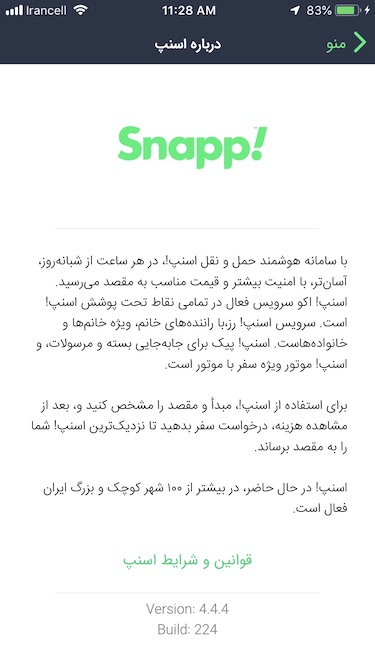 Irancell 11:28 AM 83%
منو
درباره اسنپ
Snapp!
با سامانه هوشمند حمل و نقل اسنپ!، در هر ساعت از شبانه‌روز،
آسان‌تر، با امنیت بیشتر و قیمت مناسب به مقصد می‌رسید.
اسنپ! اکو سرویس فعال در تمامی نقاط تحت پوشش اسنپ!
است. سرویس اسنپ! رز،با راننده‌های خانم، ویژه خانم‌ها و
خانواده‌هاست. اسنپ! پیک برای جابه‌جایی بسته و مرسولات، و
اسنپ! موتور ویژه سفر با موتور است.
برای استفاده از اسنپ!، مبدأ و مقصد را مشخص کنید و، بعد از
مشاهده هزینه، درخواست سفر بدهید تا نزدیک‌ترین اسنپ! شما
را به مقصد برساند.
اسنپ! در حال حاضر، در بیشتر از ۱۰۰ شهر کوچک و بزرگ ایران
فعال است.
قوانین و شرایط اسنپ
Version: 4.4.4
Build: 224